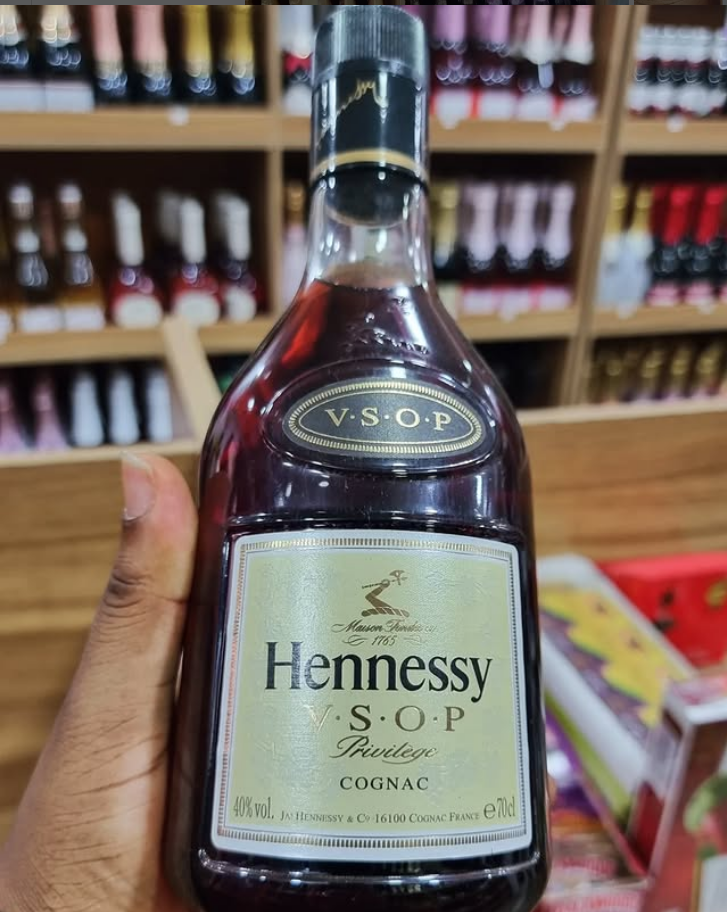 V·S·O·P
Maison Fondée en
1765
Hennessy
V·S·O·P
Privilège
COGNAC
40% vol. JAS HENNESSY & CO 16100 COGNAC FRANCE e 70cl